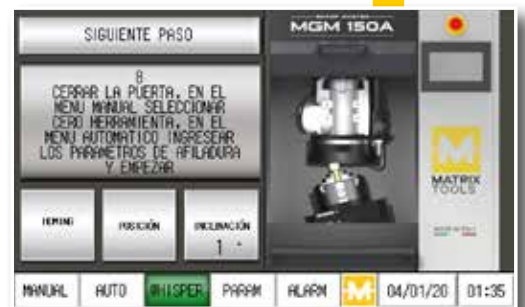 SIGUIENTE PASO
8
CERRAR LA PUERTA. EN EL
MENU MANUAL SELECCIONAR
CERO HERRAMIENTA. EN EL
MENU AUTOMATICO INGRESEAR
LOS PARAMETROS DE AFILADURA
Y EMPEZAR
HOMING
POSICIÓN
INCLINACIÓN
1 °
MGM 150A
MATRIX
TOOLS
MANUAL
AUTO
WHISPER
PARAM
ALARM
04/01/20
01:35